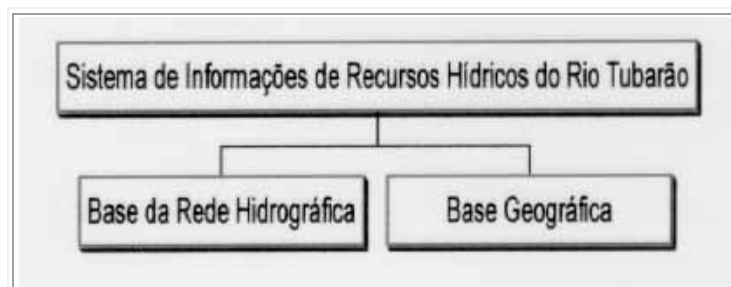 Sistema de Informações de Recursos Hídricos do Rio Tubarão
Base da Rede Hidrográfica
Base Geográfica